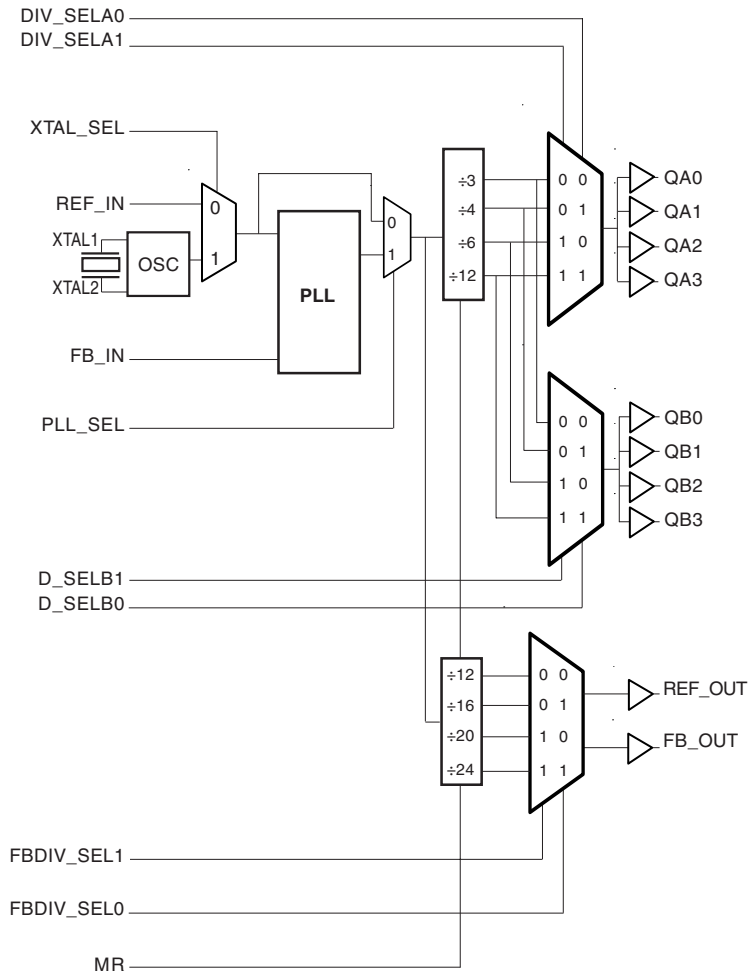 DIV_SELA0
DIV_SELA1
XTAL_SEL
REF_IN
XTAL1
XTAL2
OSC
0
1
PLL
FB_IN
PLL_SEL
0
1
÷3
÷4
÷6
÷12
0 0
0 1
1 0
1 1
QA0
QA1
QA2
QA3
0 0
0 1
1 0
1 1
QB0
QB1
QB2
QB3
D_SELB1
D_SELB0
÷12
÷16
÷20
÷24
0 0
0 1
1 0
1 1
REF_OUT
FB_OUT
FBDIV_SEL1
FBDIV_SEL0
MR